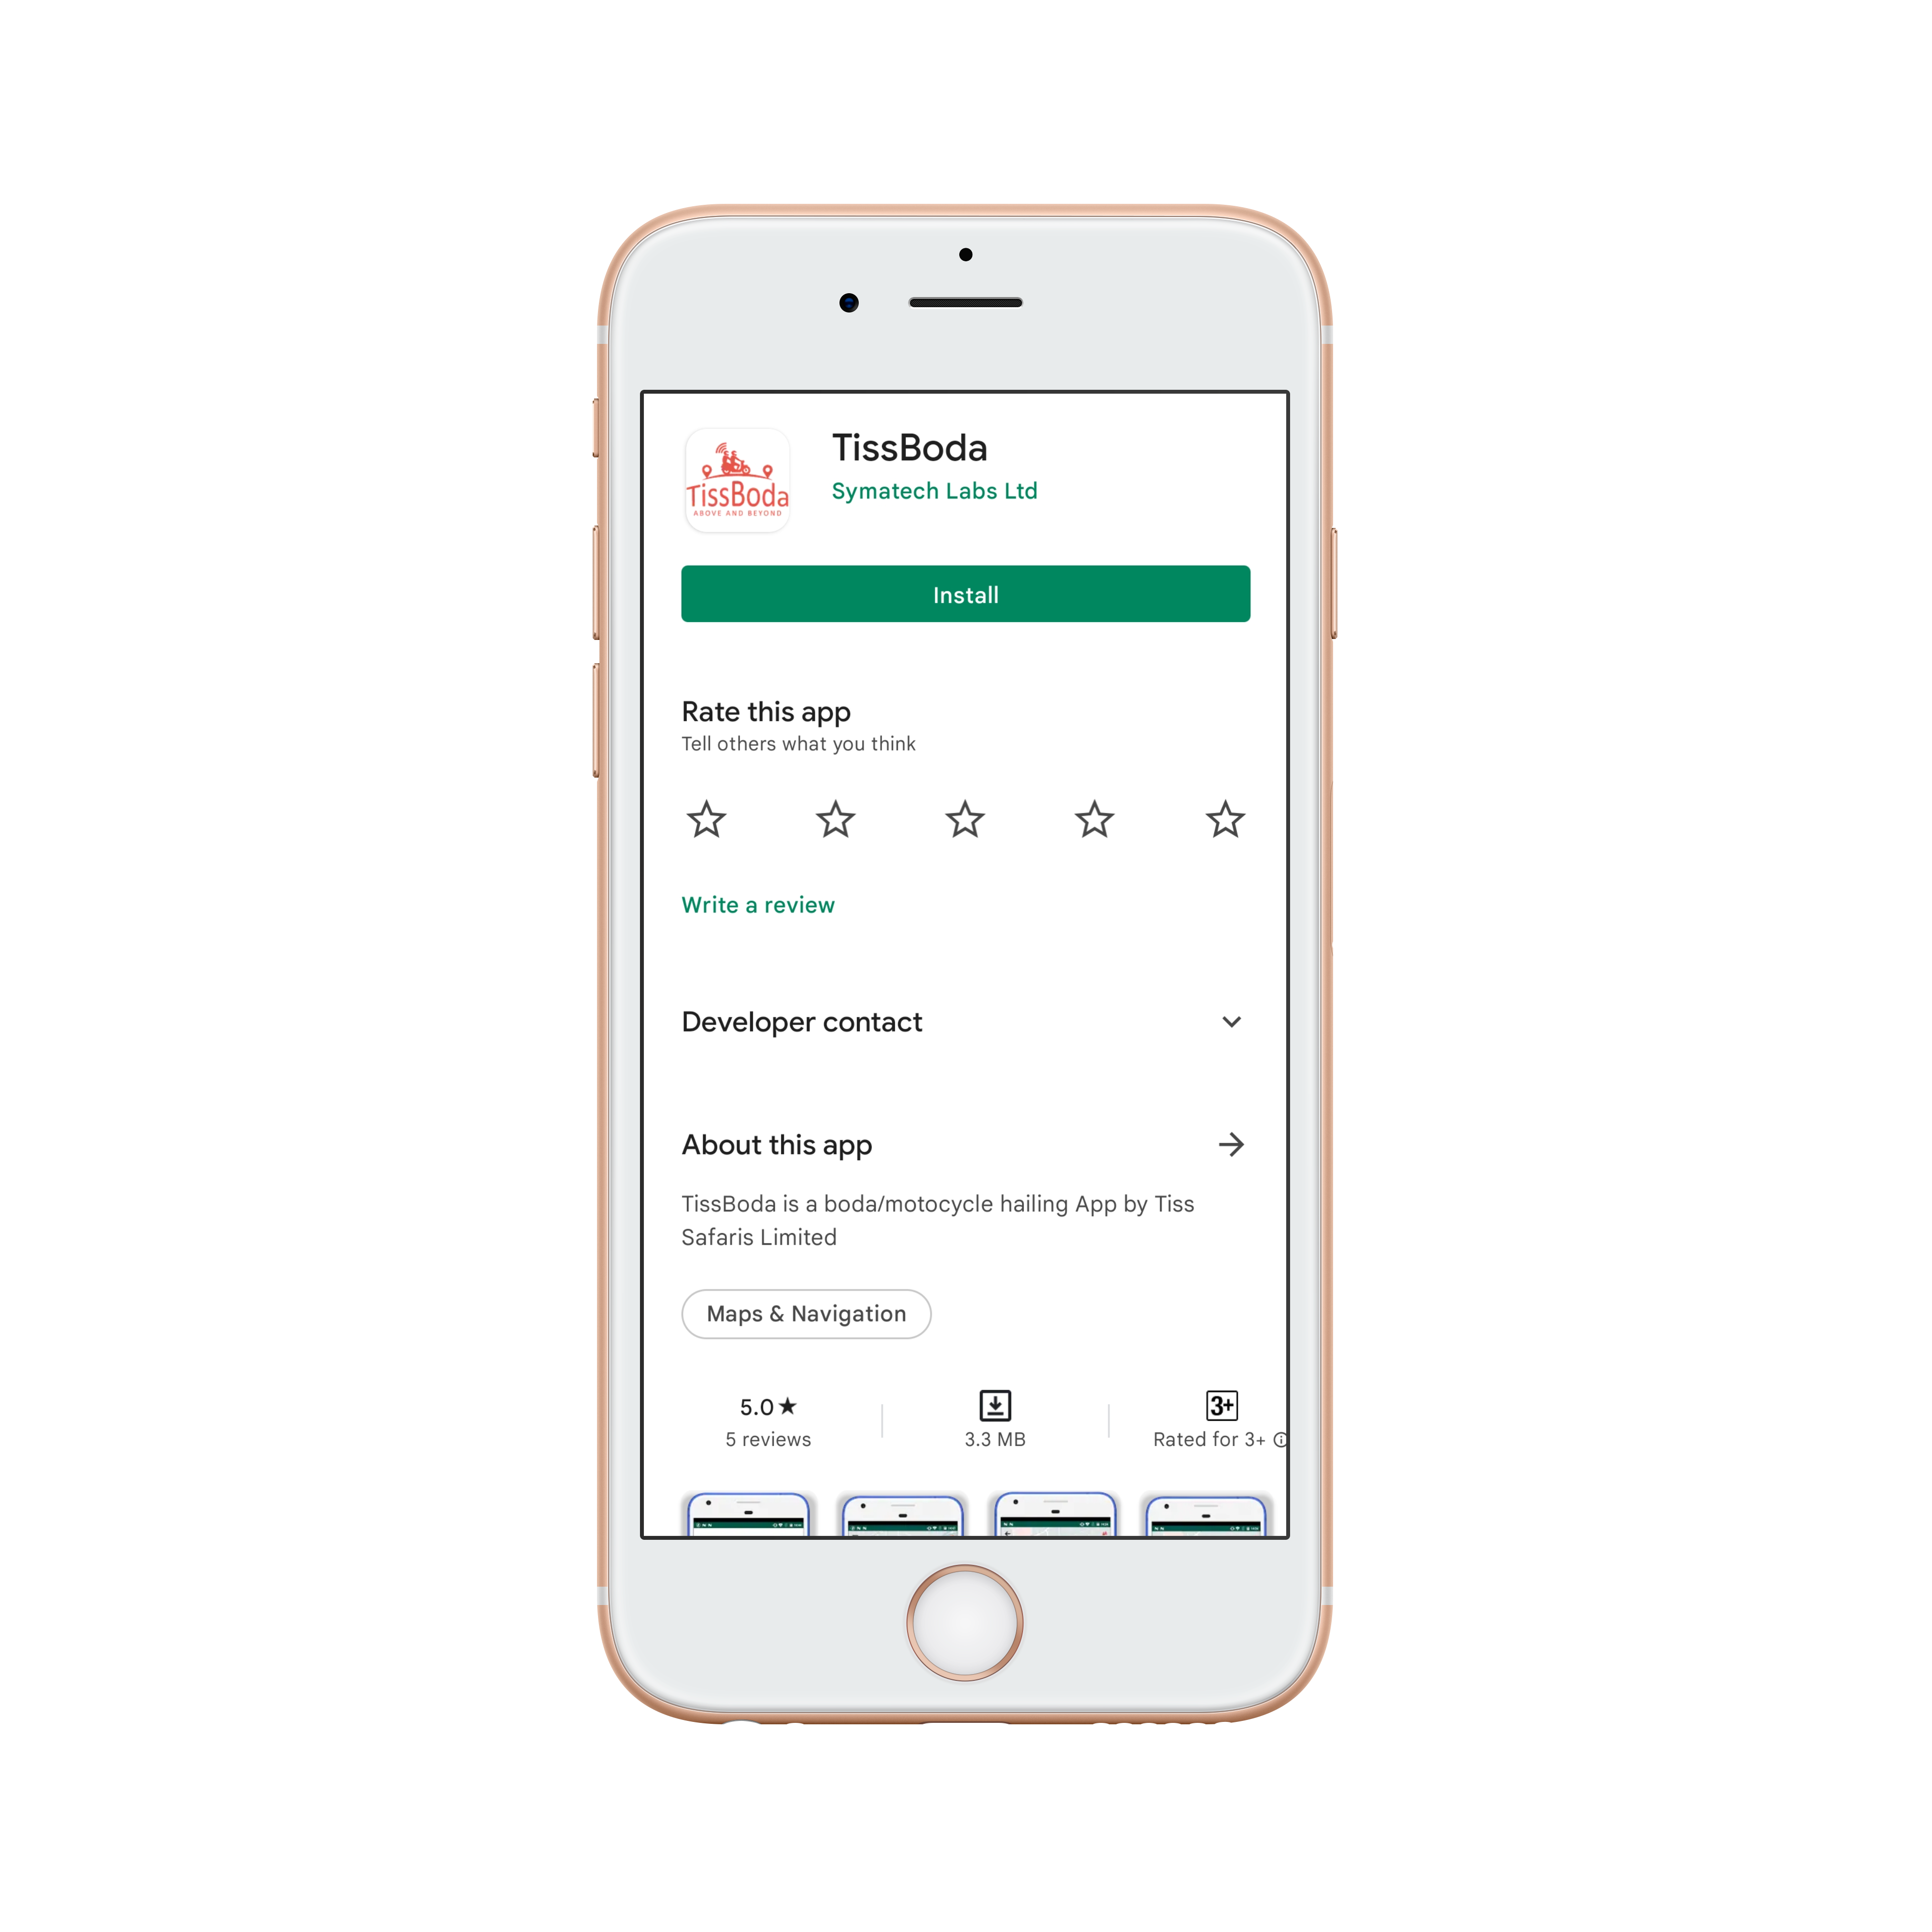 TissBoda
ABOVE AND BEYOND
TissBoda
Symatech Labs Ltd
Install
Rate this app
Tell others what you think
Write a review
Developer contact
About this app
TissBoda is a boda/motocycle hailing App by Tiss
Safaris Limited
Maps & Navigation
5.0★
3+
5 reviews
3.3 MB
Rated for 3+